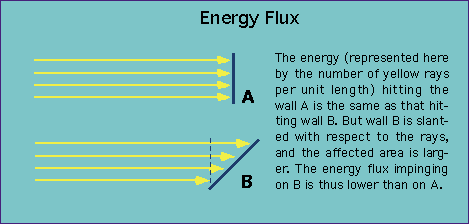 Energy Flux
The energy (represented here
by the number of yellow rays
per unit length) hitting the
wall A is the same as that hit-
ting wall B. But wall B is slant-
ed with respect to the rays,
and the affected area is larg-
er. The energy flux impinging
on B is thus lower than on A.
A
B